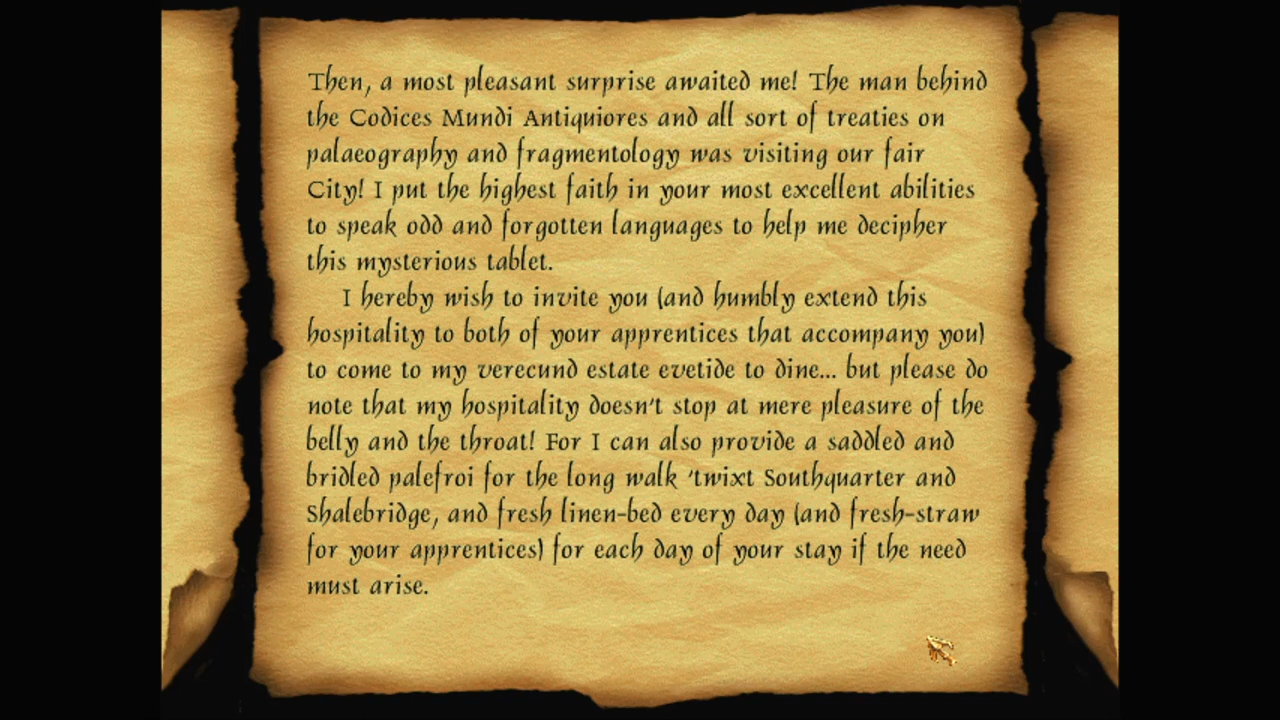 Then, a most pleasant surprise awaited me! The man behind
the Codices Mundi Antiquiores and all sort of treaties on
palaeography and fragmentology was visiting our fair
City! I put the highest faith in your most excellent abilities
to speak odd and forgotten languages to help me decipher
this mysterious tablet.
I hereby wish to invite you (and humbly extend this
hospitality to both of your apprentices that accompany you)
to come to my verecund estate evetide to dine... but please do
note that my hospitality doesn't stop at mere pleasure of the
belly and the throat! For I can also provide a saddled and
bridled palefroi for the long walk 'twixt Southquarter and
Shalebridge, and fresh linen-bed every day (and fresh-straw
for your apprentices) for each day of your stay if the need
must arise.